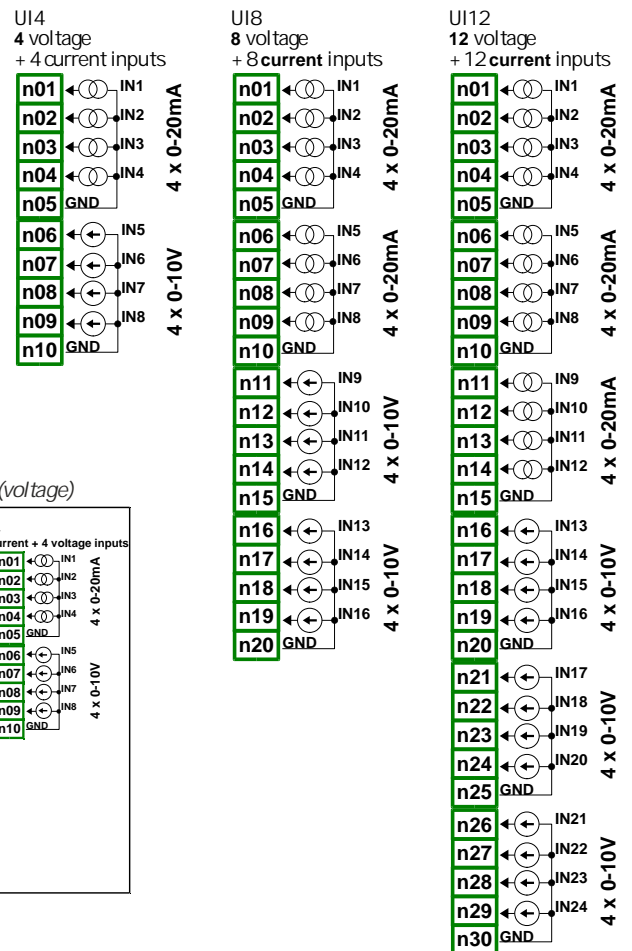 UI4
4 voltage
+ 4 current inputs
n01 IN1
n02 IN2
n03 IN3
n04 IN4
n05 GND
4 x 0-20mA
n06 IN5
n07 IN6
n08 IN7
n09 IN8
n10 GND
4 x 0-10V
UI8
8 voltage
+ 8 current inputs
n01 IN1
n02 IN2
n03 IN3
n04 IN4
n05 GND
4 x 0-20mA
n06 IN5
n07 IN6
n08 IN7
n09 IN8
n10 GND
4 x 0-20mA
n11 IN9
n12 IN10
n13 IN11
n14 IN12
n15 GND
4 x 0-10V
n16 IN13
n17 IN14
n18 IN15
n19 IN16
n20 GND
4 x 0-10V
UI12
12 voltage
+ 12 current inputs
n01 IN1
n02 IN2
n03 IN3
n04 IN4
n05 GND
4 x 0-20mA
n06 IN5
n07 IN6
n08 IN7
n09 IN8
n10 GND
4 x 0-20mA
n11 IN9
n12 IN10
n13 IN11
n14 IN12
n15 GND
4 x 0-20mA
n16 IN13
n17 IN14
n18 IN15
n19 IN16
n20 GND
4 x 0-10V
n21 IN17
n22 IN18
n23 IN19
n24 IN20
n25 GND
4 x 0-10V
n26 IN21
n27 IN22
n28 IN23
n29 IN24
n30 GND
4 x 0-10V
(voltage)
+ 4 voltage inputs
n01 IN1
n02 IN2
n03 IN3
n04 IN4
n05 GND
4 x 0-20mA
n06 IN5
n07 IN6
n08 IN7
n09 IN8
n10 GND
4 x 0-10V